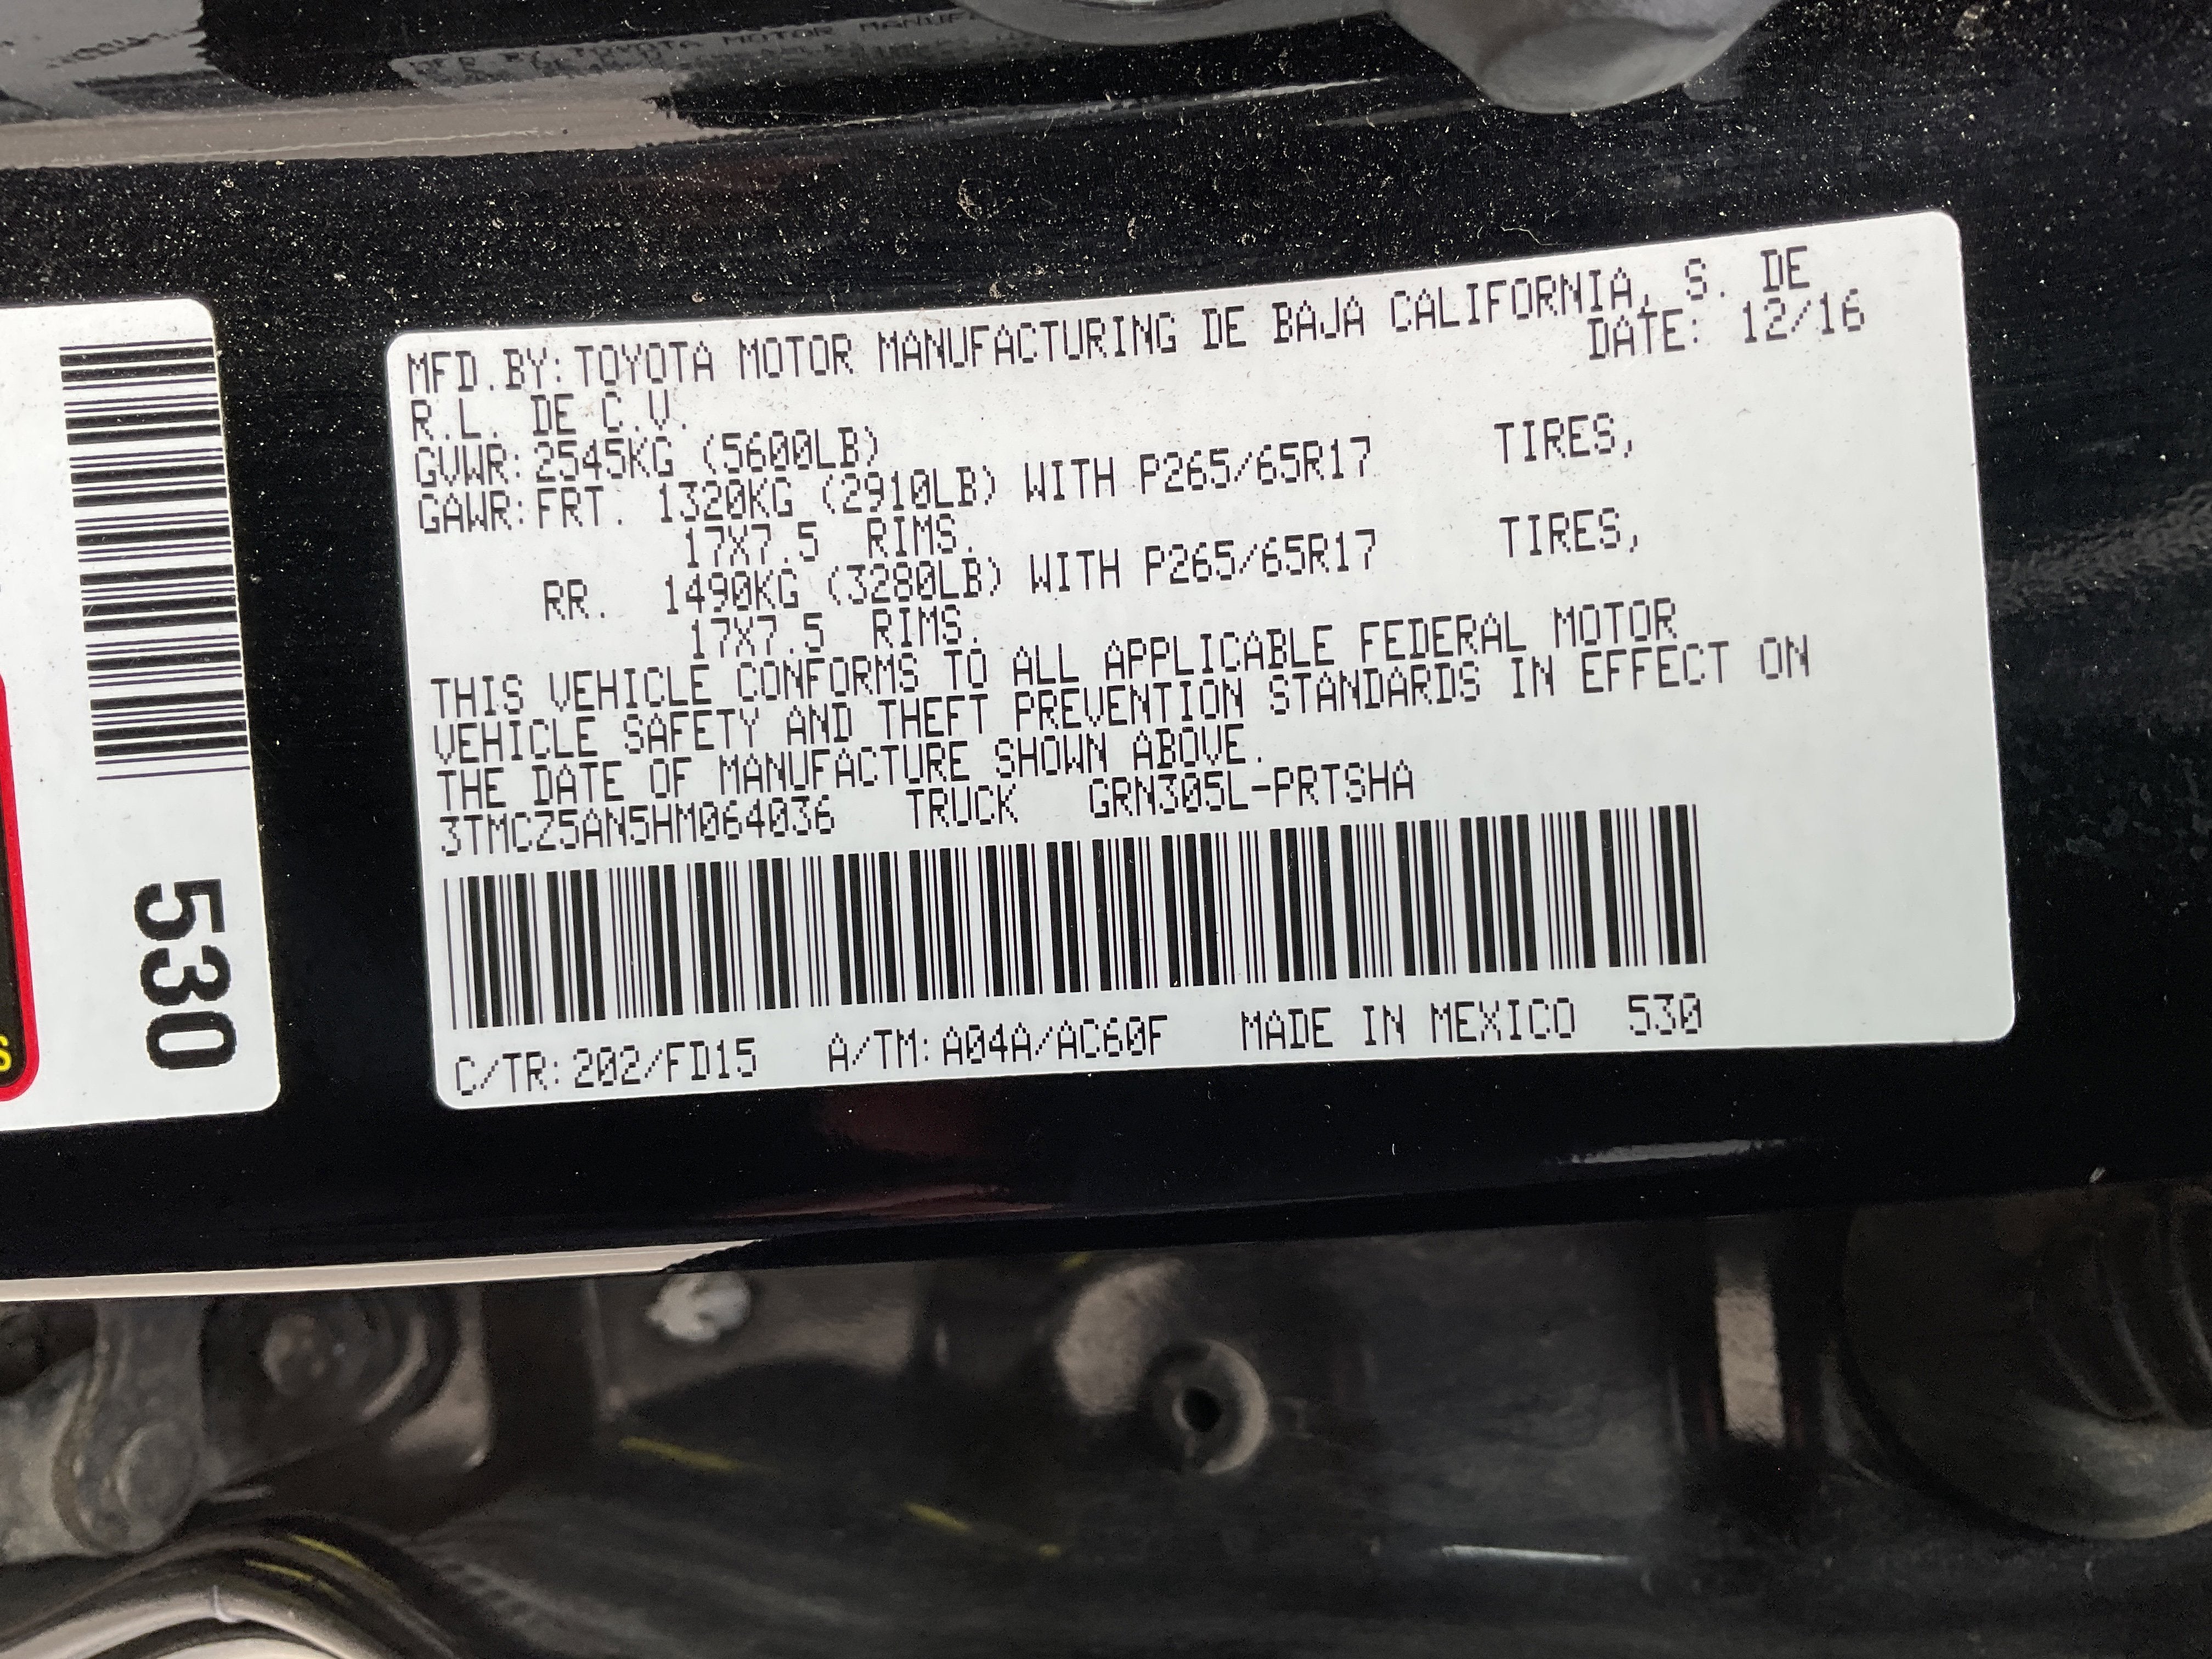 MFD.BY:TOYOTA MOTOR MANUFACTURING DE BAJA CALIFORNIA, S. DE
R.L. DE C.V. DATE: 12/16
GVWR:2545KG (5600LB)
GAWR:FRT. 1320KG (2910LB) WITH P265/65R17 TIRES,
17X7.5 RIMS.
RR. 1490KG (3280LB) WITH P265/65R17 TIRES,
17X7.5 RIMS.
THIS VEHICLE CONFORMS TO ALL APPLICABLE FEDERAL MOTOR
VEHICLE SAFETY AND THEFT PREVENTION STANDARDS IN EFFECT ON
THE DATE OF MANUFACTURE SHOWN ABOVE.
3TMCZ5AN5HM064036 TRUCK GRN305L-PRTSHA
C/TR:202/FD15 A/TM:A04A/AC60F MADE IN MEXICO 530
530
S